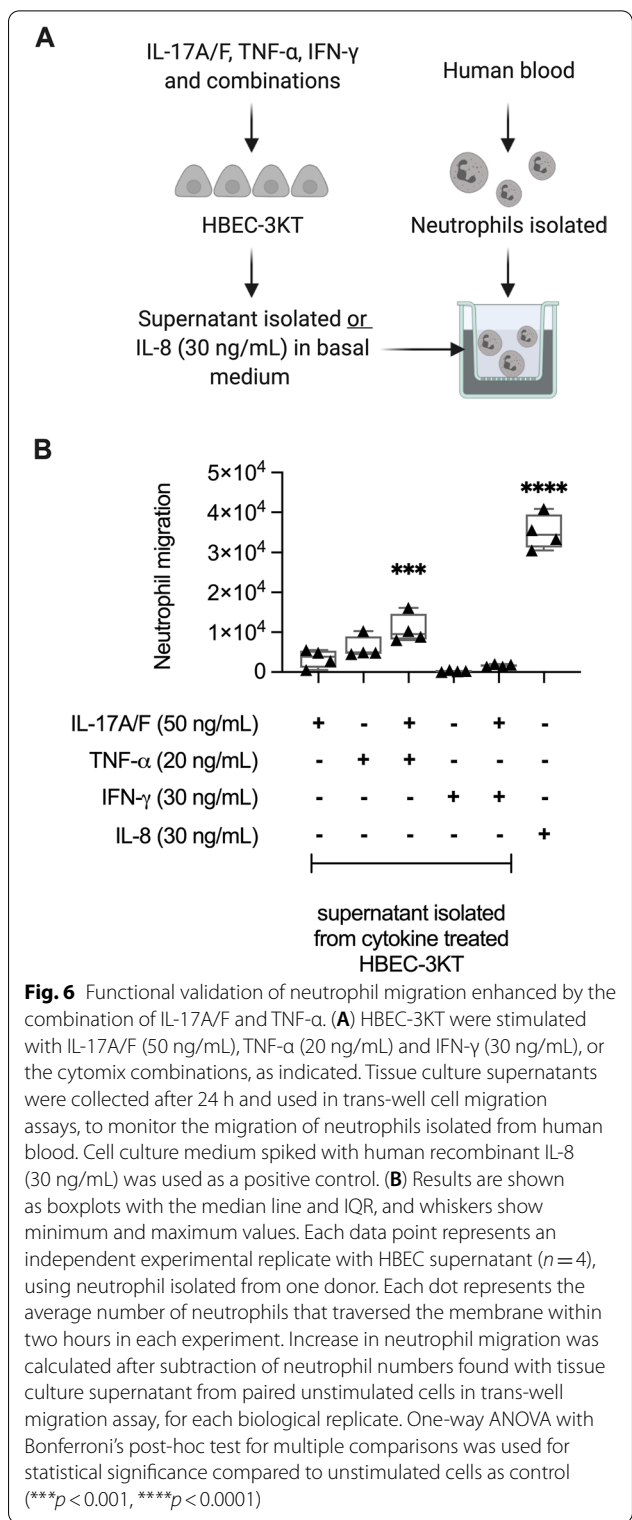 A
IL-17A/F, TNF-α, IFN-γ
and combinations
Human blood
HBEC-3KT
Neutrophils isolated
Supernatant isolated or
IL-8 (30 ng/mL) in basal
medium
B
Neutrophil migration
5×10⁴
4×10⁴
3×10⁴
2×10⁴
1×10⁴
0
***
****
IL-17A/F (50 ng/mL) + - + - + -
TNF-α (20 ng/mL) - + + - - -
IFN-γ (30 ng/mL) - - - + + -
IL-8 (30 ng/mL) - - - - - +
supernatant isolated
from cytokine treated
HBEC-3KT
Fig. 6 Functional validation of neutrophil migration enhanced by the
combination of IL-17A/F and TNF-α. (A) HBEC-3KT were stimulated
with IL-17A/F (50 ng/mL), TNF-α (20 ng/mL) and IFN-γ (30 ng/mL), or
the cytomix combinations, as indicated. Tissue culture supernatants
were collected after 24 h and used in trans-well cell migration
assays, to monitor the migration of neutrophils isolated from human
blood. Cell culture medium spiked with human recombinant IL-8
(30 ng/mL) was used as a positive control. (B) Results are shown
as boxplots with the median line and IQR, and whiskers show
minimum and maximum values. Each data point represents an
independent experimental replicate with HBEC supernatant (n = 4),
using neutrophil isolated from one donor. Each dot represents the
average number of neutrophils that traversed the membrane within
two hours in each experiment. Increase in neutrophil migration was
calculated after subtraction of neutrophil numbers found with tissue
culture supernatant from paired unstimulated cells in trans-well
migration assay, for each biological replicate. One-way ANOVA with
Bonferroni's post-hoc test for multiple comparisons was used for
statistical significance compared to unstimulated cells as control
(***p < 0.001, ****p < 0.0001)